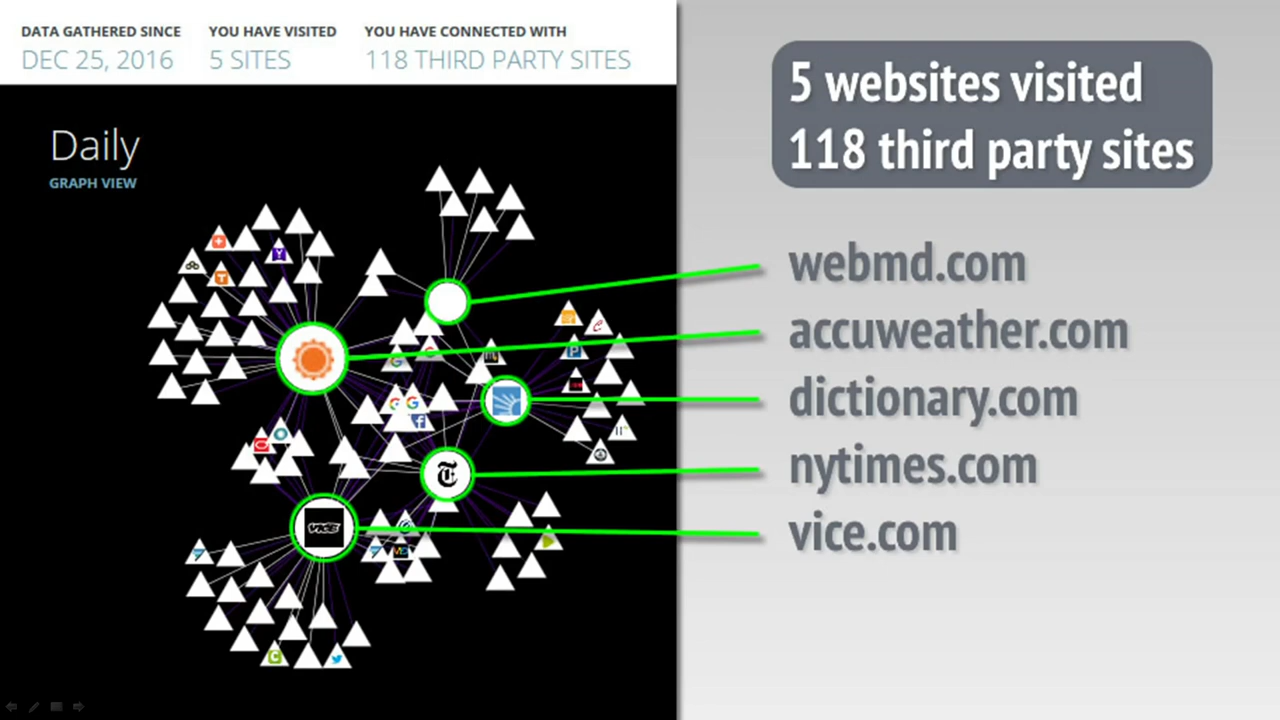 DATA GATHERED SINCE
DEC 25, 2016
YOU HAVE VISITED
5 SITES
YOU HAVE CONNECTED WITH
118 THIRD PARTY SITES
Daily
GRAPH VIEW
VICE
5 websites visited
118 third party sites
webmd.com
accuweather.com
dictionary.com
nytimes.com
vice.com